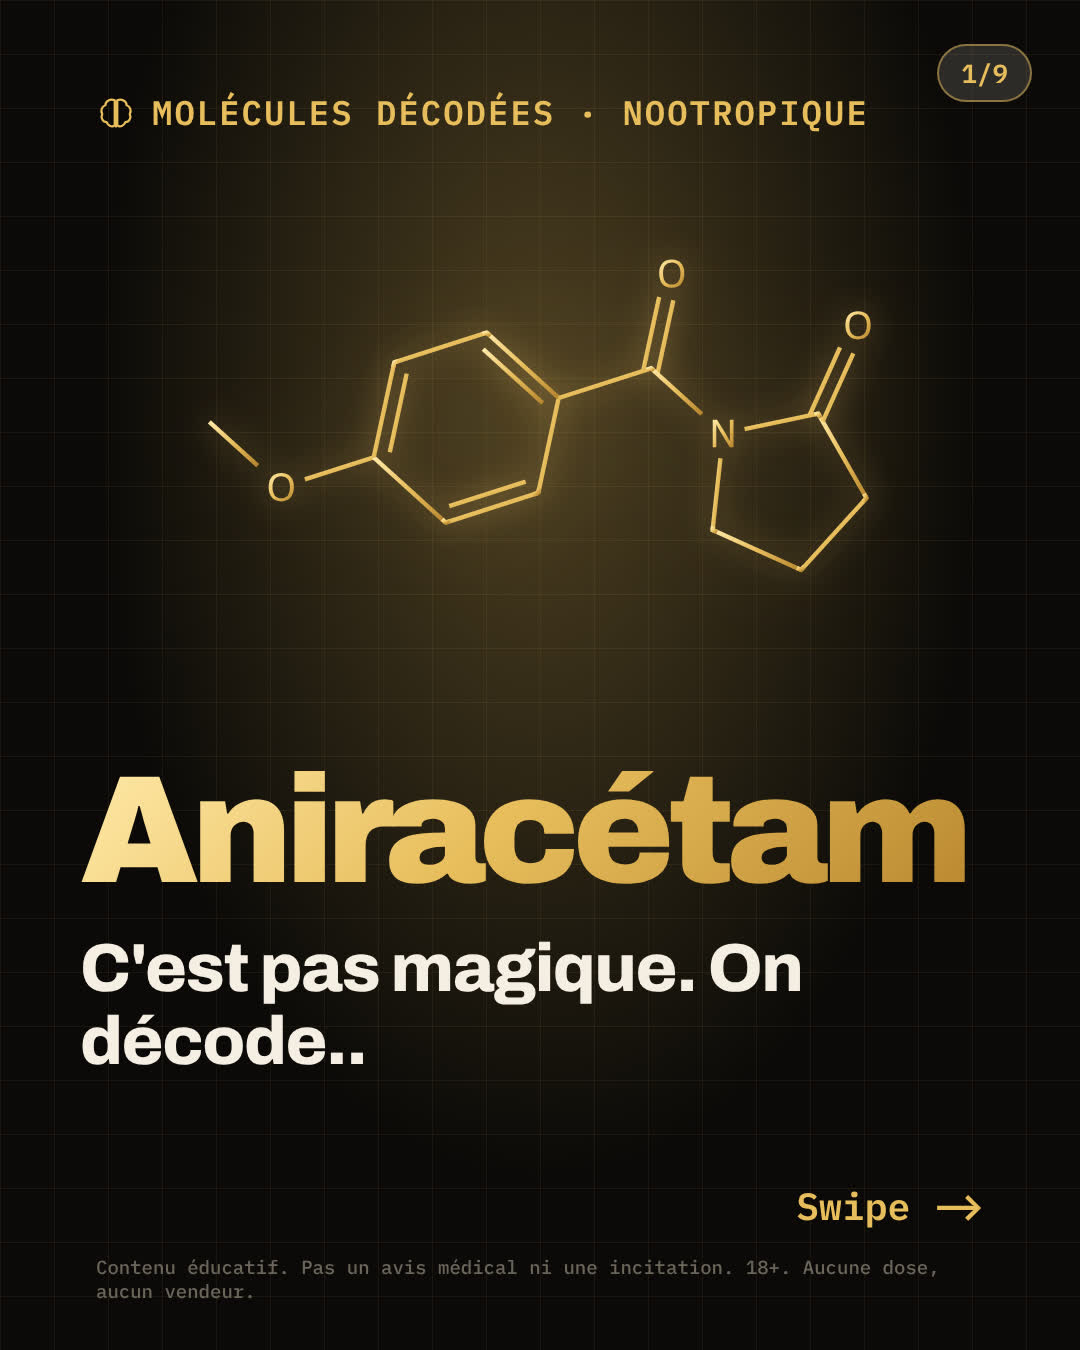 1/9
MOLÉCULES DÉCODÉES · NOOTROPIQUE
O
O
N
O
Aniracétam
C'est pas magique. On
décode..
Swipe →
Contenu éducatif. Pas un avis médical ni une incitation. 18+. Aucune dose,
aucun vendeur.